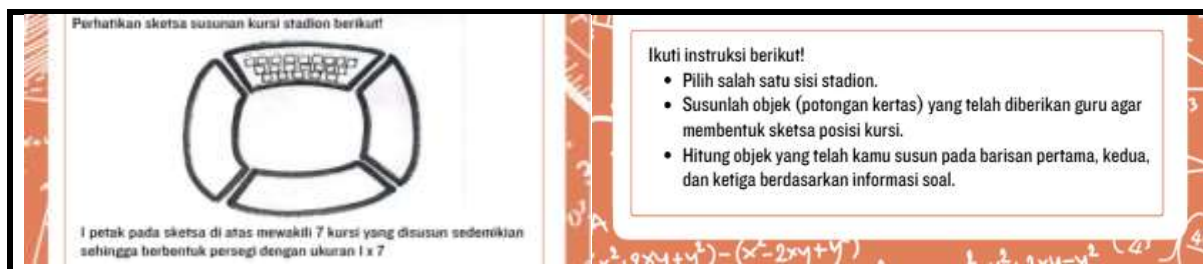 Perhatikan sketsa susunan kursi stadion berikut!
1 petak pada sketsa di atas mewakili 7 kursi yang disusun sedemikian
sehingga berbentuk persegi dengan ukuran 1 x 7
Ikuti instruksi berikut!
• Pilih salah satu sisi stadion.
• Susunlah objek (potongan kertas) yang telah diberikan guru agar
membentuk sketsa posisi kursi.
• Hitung objek yang telah kamu susun pada barisan pertama, kedua,
dan ketiga berdasarkan informasi soal.